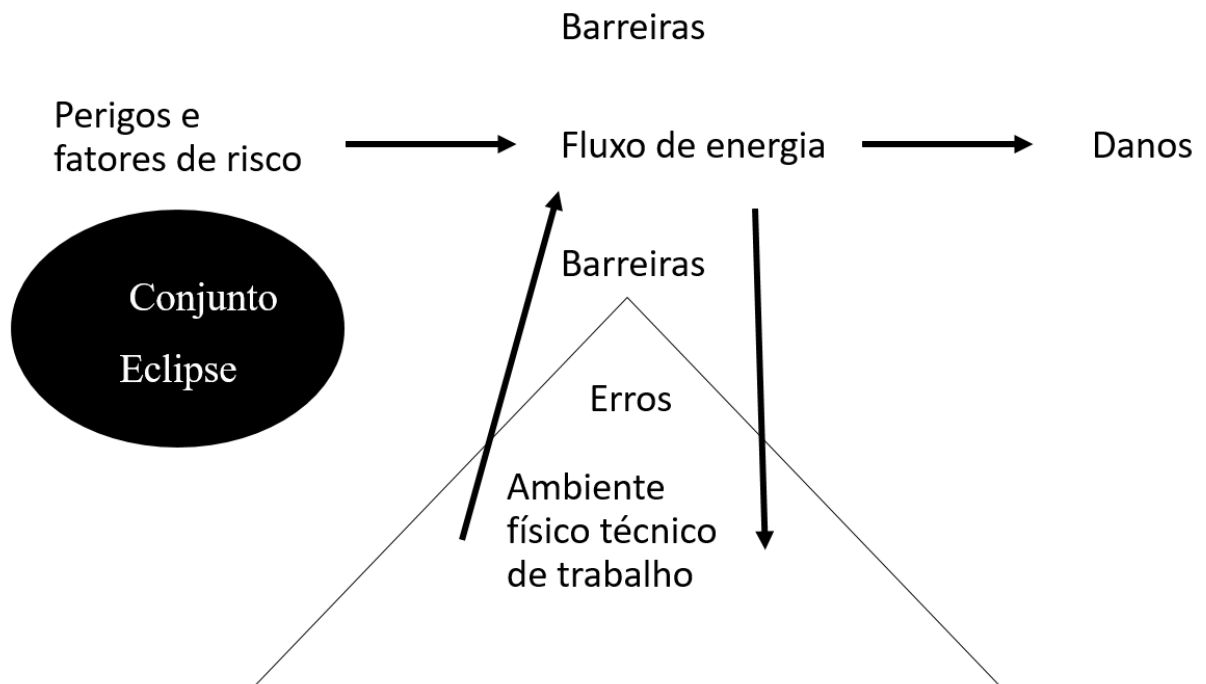 Barreiras
Perigos e
fatores de risco
Fluxo de energia
Danos
Conjunto
Eclipse
Barreiras
Erros
Ambiente
físico técnico
de trabalho